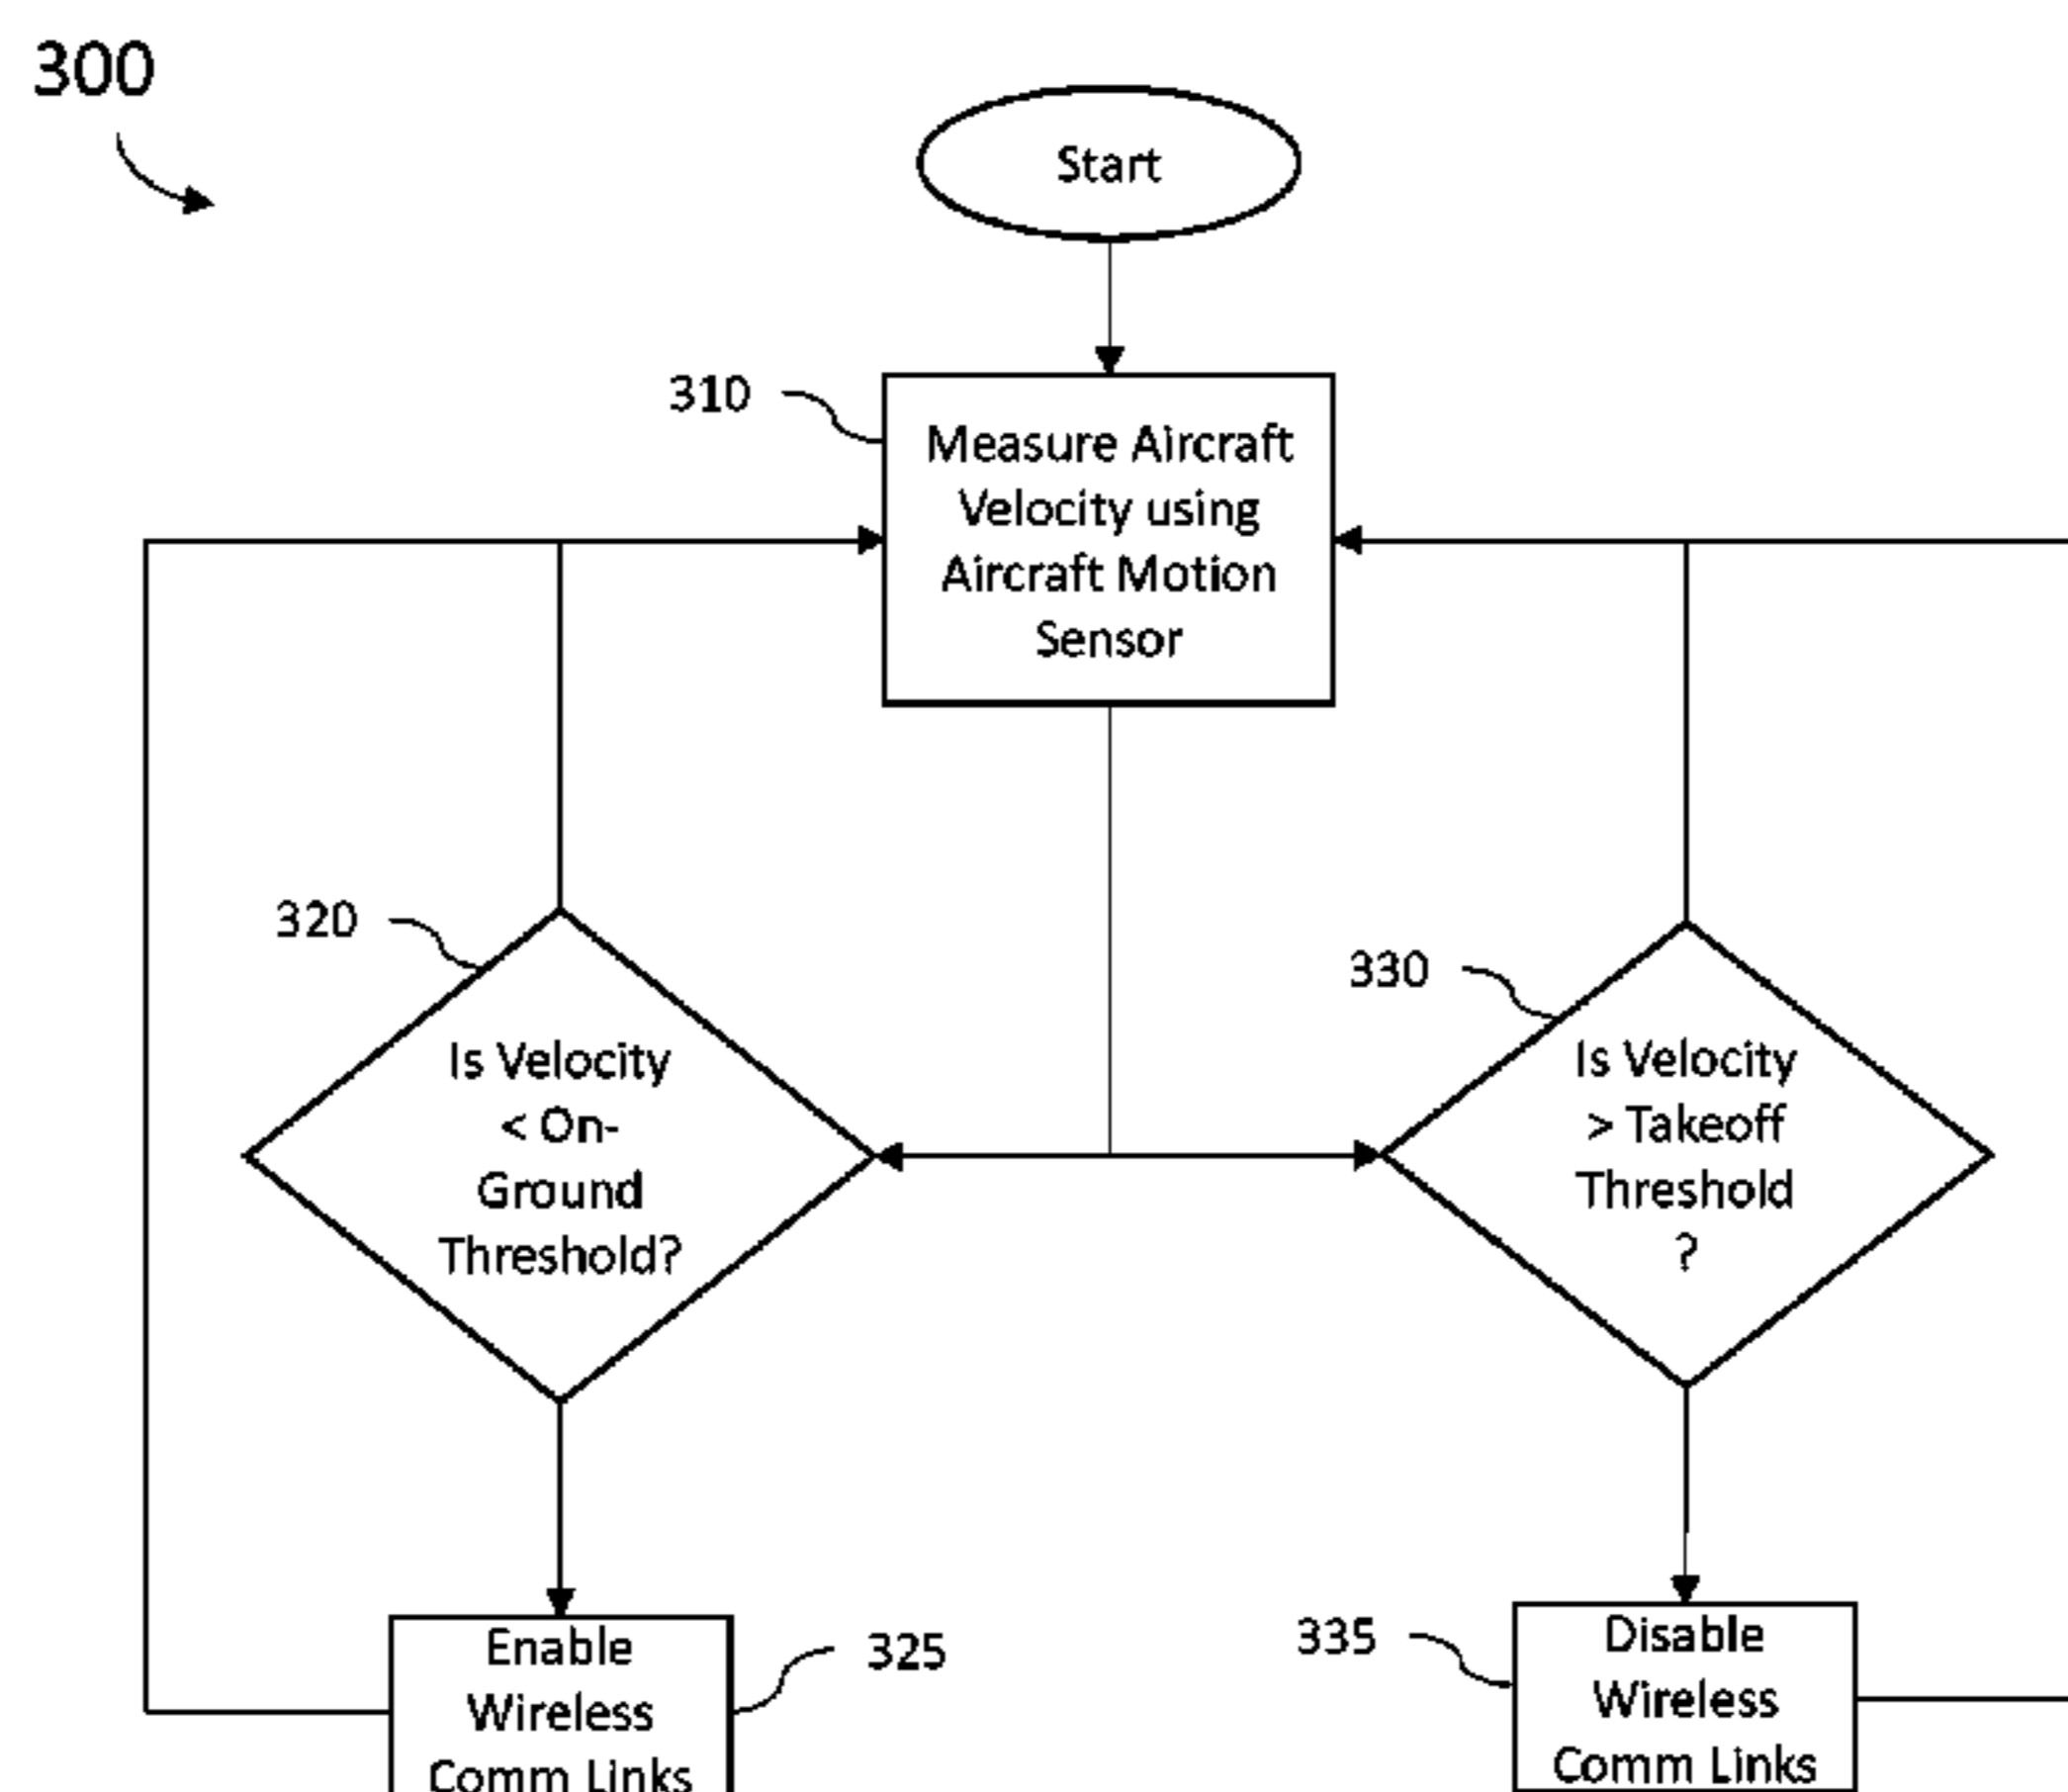 300
Start
310
Measure Aircraft
Velocity using
Aircraft Motion
Sensor
320
Is Velocity
< On-
Ground
Threshold?
330
Is Velocity
> Takeoff
Threshold
?
Enable
Wireless
Comm Links
325
335
Disable
Wireless
Comm Links